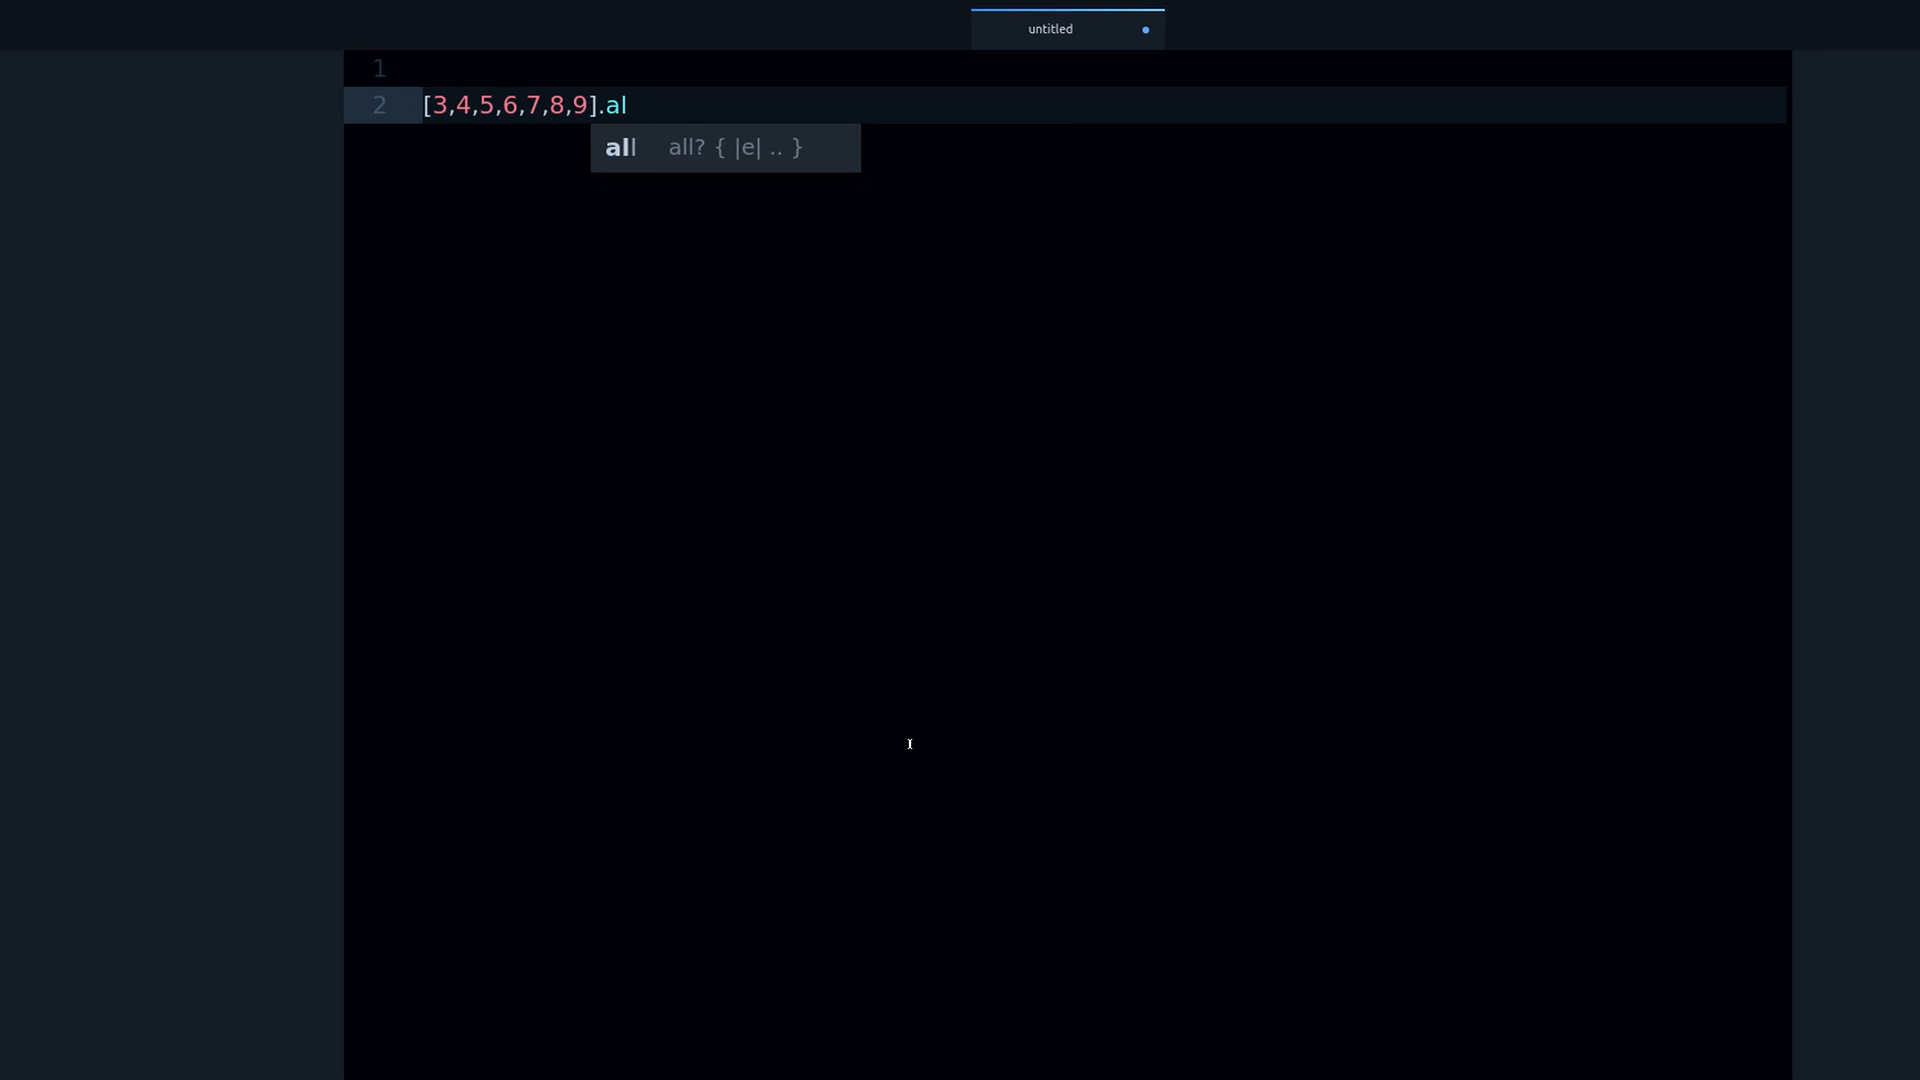 untitled
1
2 [3,4,5,6,7,8,9].al
all all? { |e| .. }